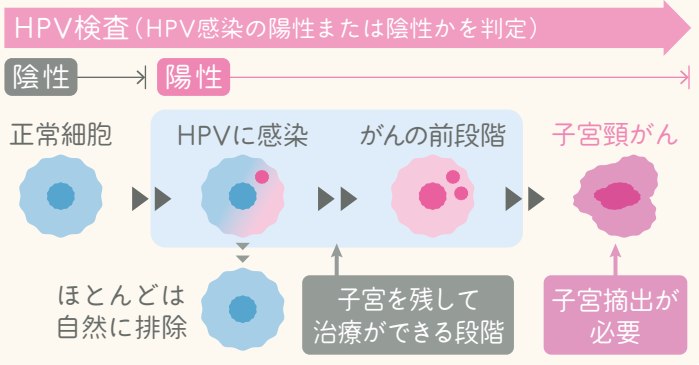 HPV検査（HPV感染の陽性または陰性かを判定）
陰性
陽性
正常細胞
HPVに感染
がんの前段階
子宮頸がん
ほとんどは
自然に排除
子宮を残して
治療ができる段階
子宮摘出が
必要